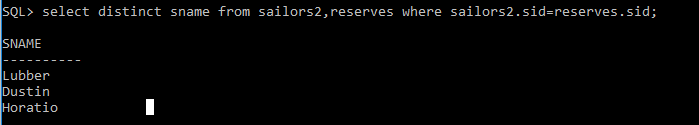 SQL> select distinct sname from sailors2,reserves where sailors2.sid=reserves.sid;
SNAME
----------
Lubber
Dustin
Horatio